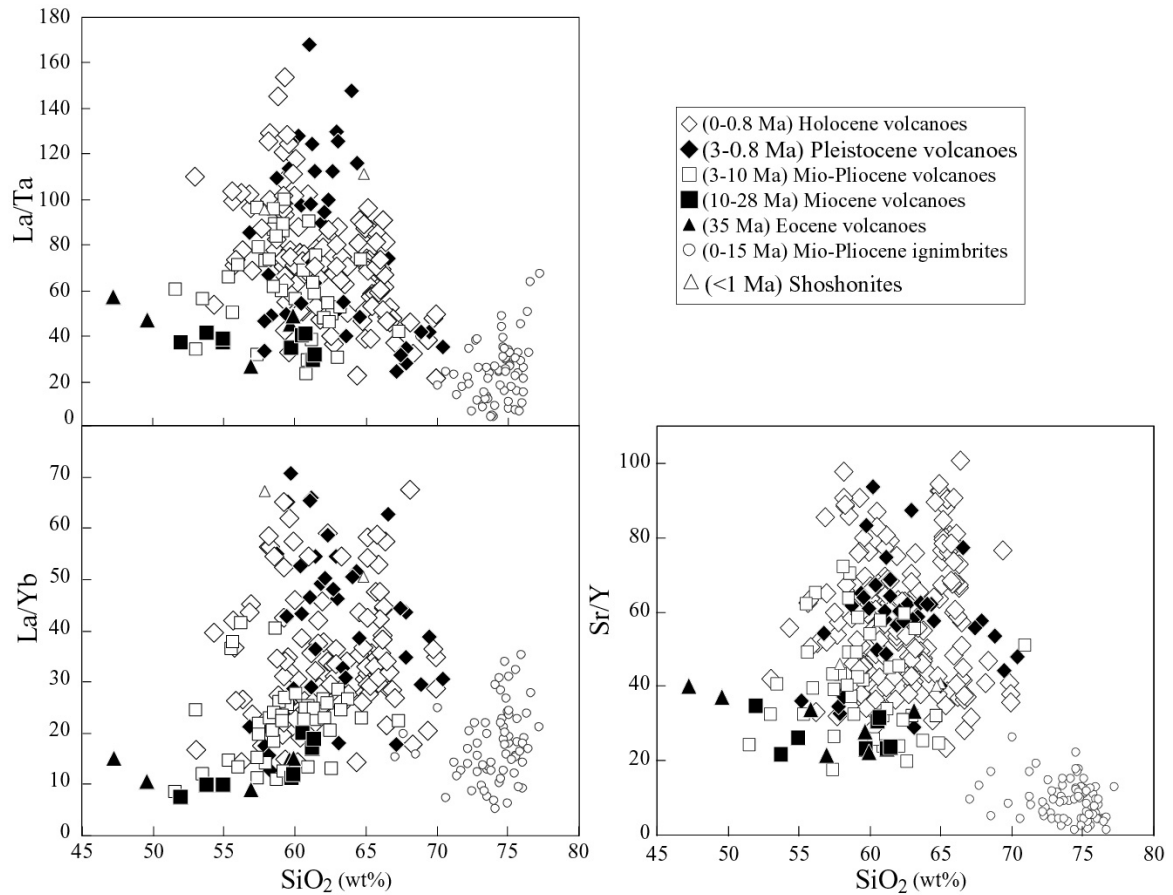 180
160
140
120
100
80
60
40
20
0
La/Ta
◇ (0-0.8 Ma) Holocene volcanoes
◆ (3-0.8 Ma) Pleistocene volcanoes
□ (3-10 Ma) Mio-Pliocene volcanoes
■ (10-28 Ma) Miocene volcanoes
▲ (35 Ma) Eocene volcanoes
○ (0-15 Ma) Mio-Pliocene ignimbrites
△ (<1 Ma) Shoshonites
70
60
50
40
30
20
10
0
La/Yb
45 50 55 60 65 70 75 80
SiO2 (wt%)
100
80
60
40
20
0
Sr/Y
45 50 55 60 65 70 75 80
SiO2 (wt%)